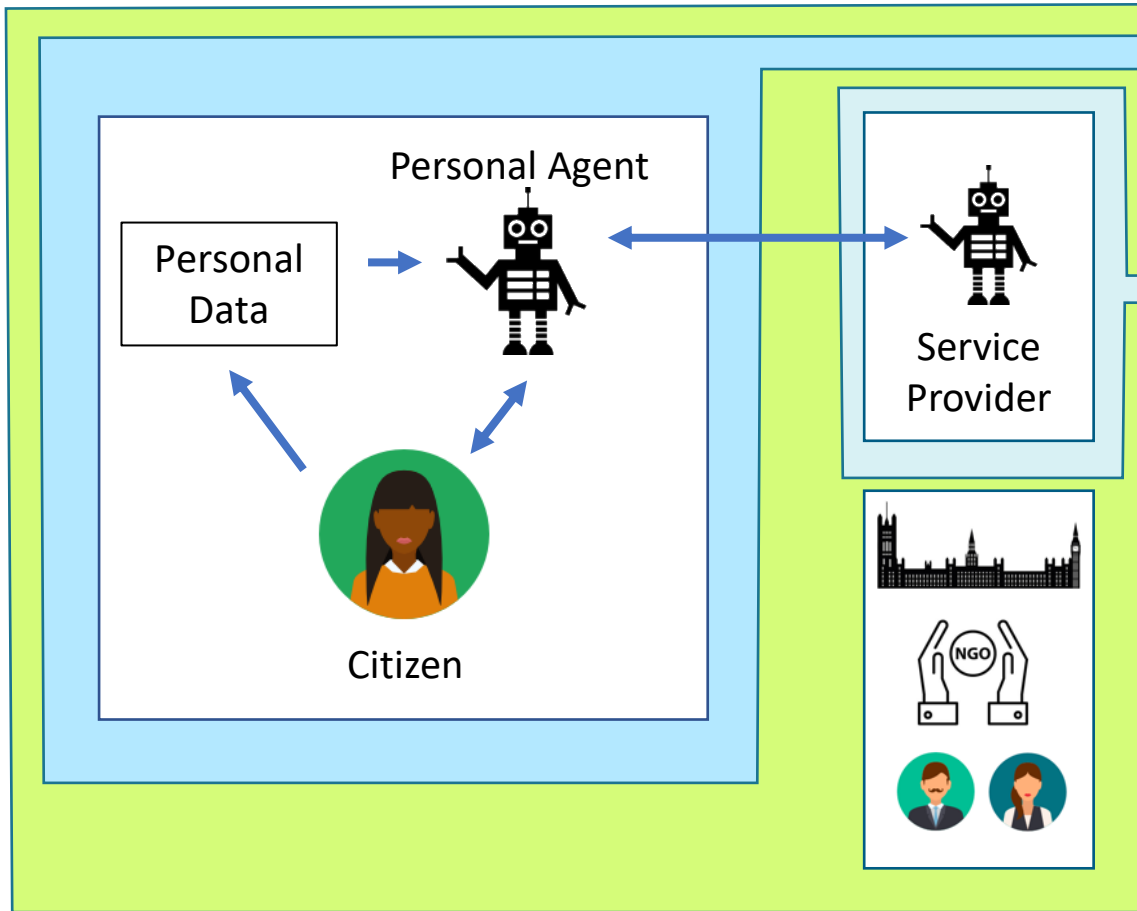 Personal Agent
Personal
Data
Service
Provider
NGO
Citizen